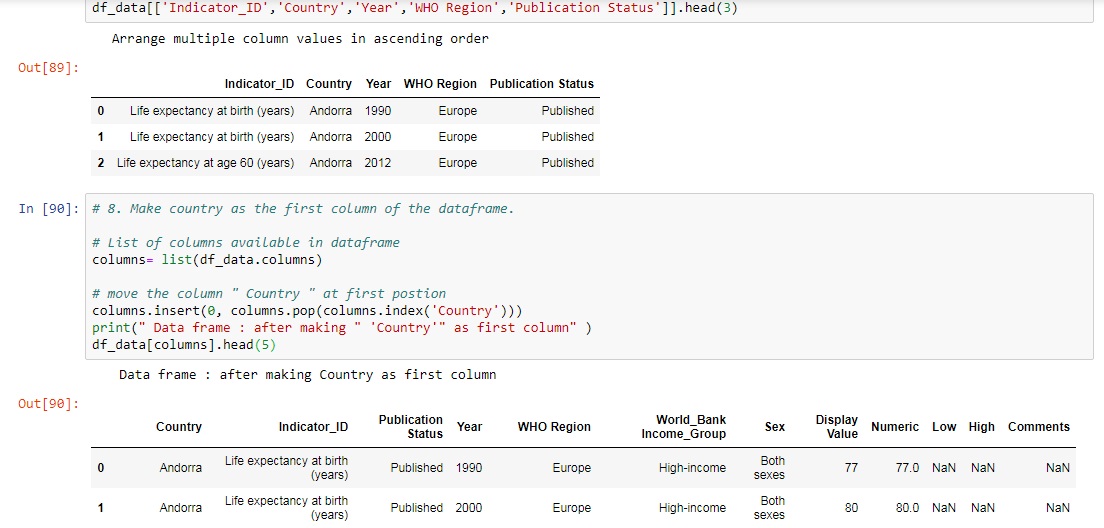 df_data[['Indicator_ID','Country','Year','WHO Region','Publication Status']].head(3)
Arrange multiple column values in ascending order
Out[89]:
Indicator_ID Country Year WHO Region Publication Status
0 Life expectancy at birth (years) Andorra 1990 Europe Published
1 Life expectancy at birth (years) Andorra 2000 Europe Published
2 Life expectancy at age 60 (years) Andorra 2012 Europe Published
In [90]: # 8. Make country as the first column of the dataframe.
# List of columns available in dataframe
columns= list(df_data.columns)
# move the column " Country " at first postion
columns.insert(0, columns.pop(columns.index('Country')))
print(" Data frame : after making " 'Country'" as first column" )
df_data[columns].head(5)
Data frame : after making Country as first column
Out[90]:
Country Indicator_ID Publication Status Year WHO Region World_Bank Income_Group Sex Display Value Numeric Low High Comments
0 Andorra Life expectancy at birth (years) Published 1990 Europe High-income Both sexes 77 77.0 NaN NaN NaN
1 Andorra Life expectancy at birth (years) Published 2000 Europe High-income Both sexes 80 80.0 NaN NaN NaN